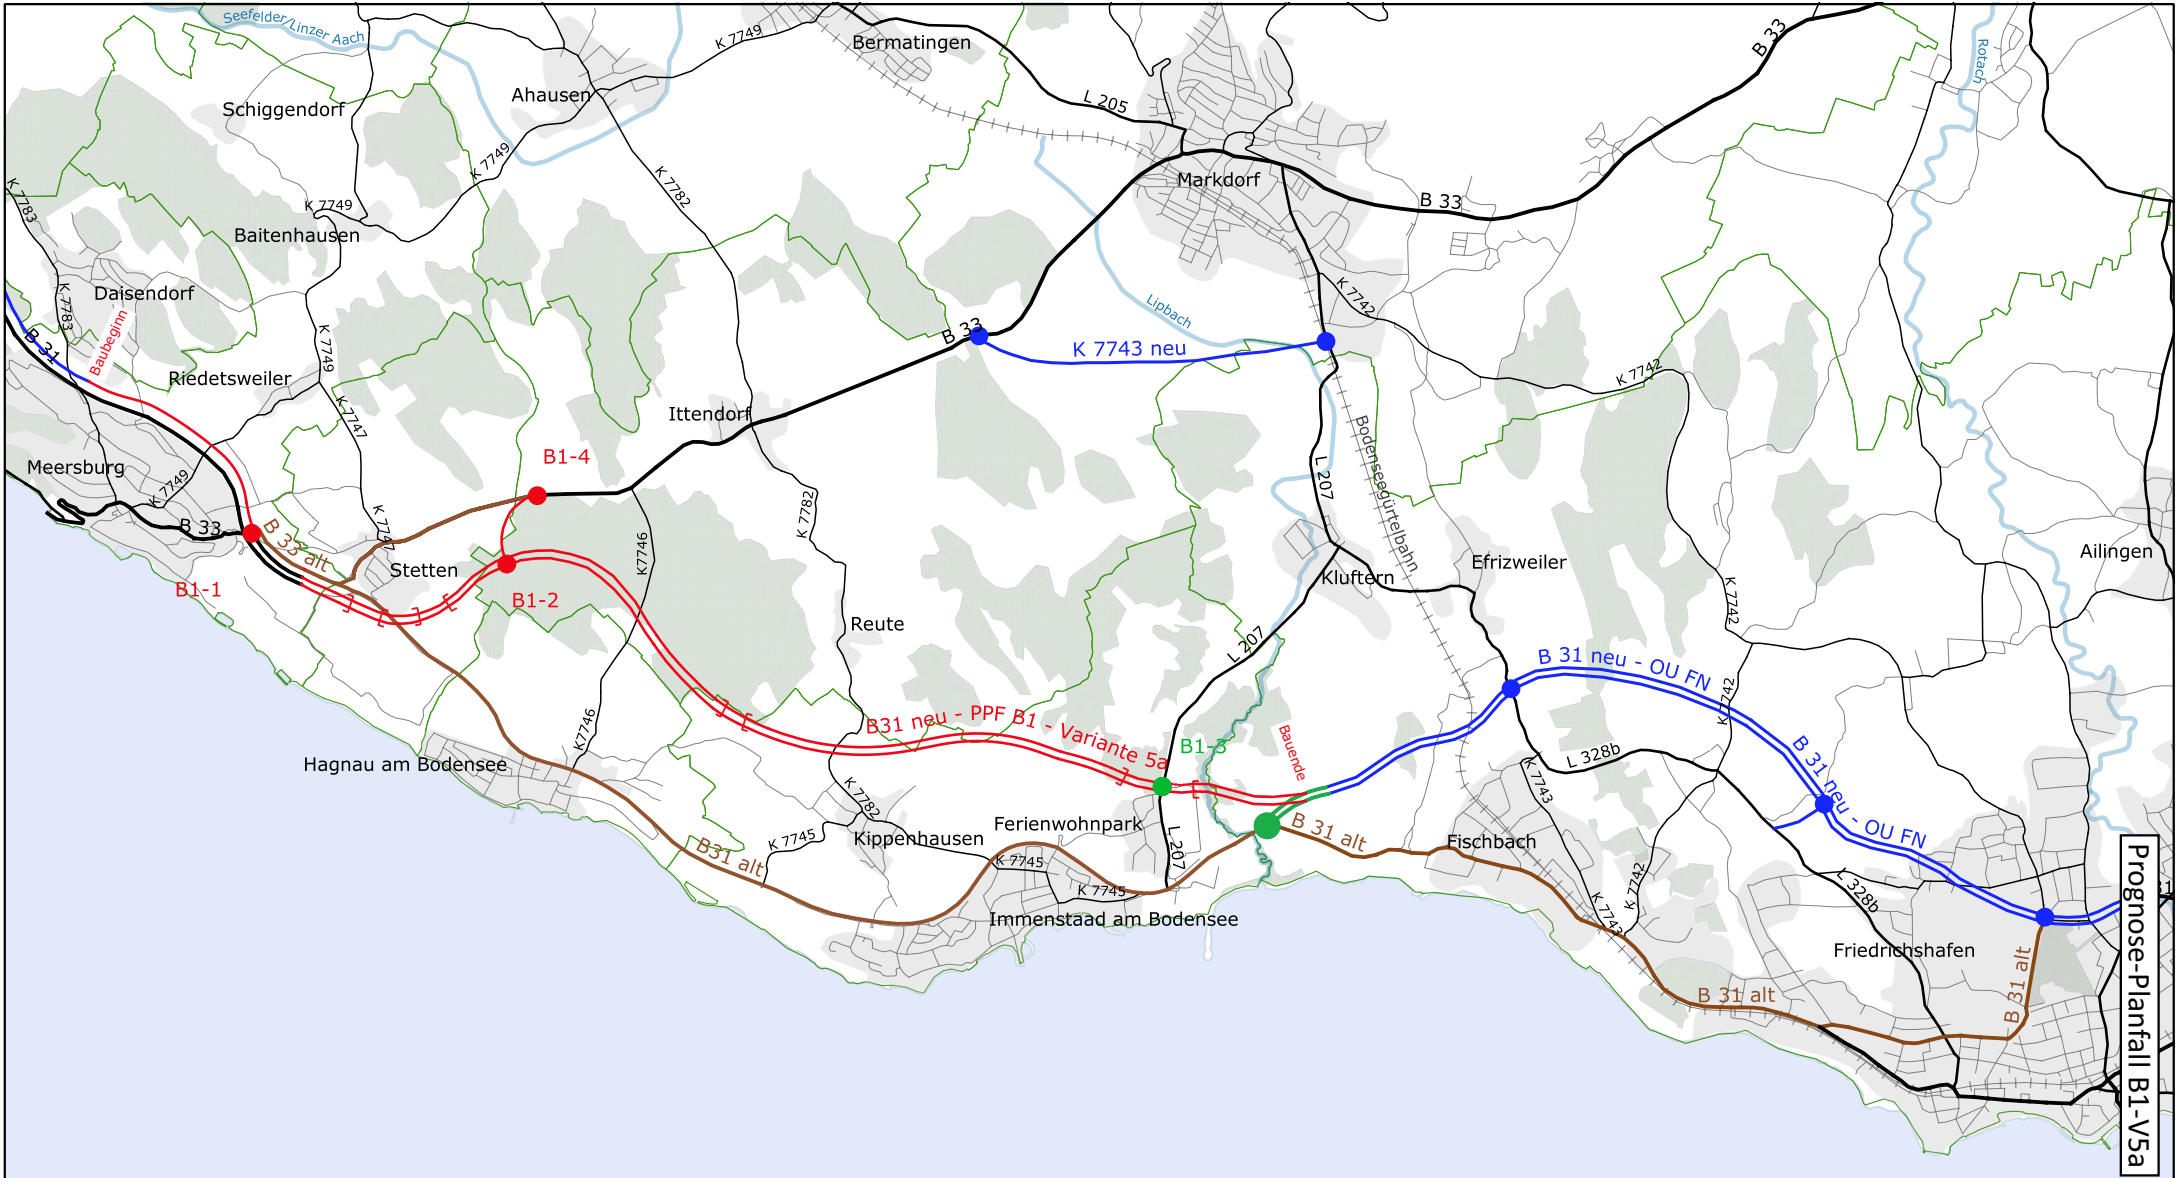 Seefelder/Linzer Aach
K 7749
Bermatingen
B 33
Rotach
Schiggendorf
Ahausen
L 205
K 7749
K 7782
Markdorf
B 33
K 7783
K 7749
Baitenhausen
Daisendorf
K 7783
Baubeginn
B 31
K 7749
Lipbach
K 7742
B 33
K 7743 neu
Riedetsweiler
K 7747
Ittendorf
K 7742
Bodenseegürtelbahn
Meersburg
K 7749
B1-4
L 207
B 33
B 33 alt
K 7747
K 7782
K7746
Stetten
B1-1
B1-2
Kluftern
Efrizweiler
Ailingen
K 7742
Reute
L 207
B 31 neu - OU FN
K 7742
K7746
B31 neu - PPF B1 - Variante 5a
B1-3
Bauende
Hagnau am Bodensee
L 328b
K 7743
B 31 neu - OU FN
K 7782
K 7745
Kippenhausen
Ferienwohnpark
L 207
B 31 alt
Fischbach
B31 alt
K 7745
K 7745
Immenstaad am Bodensee
K 7742
K 7743
L 328b
31
Friedrichshafen
B 31 alt
B 31 alt
Prognose-Planfall B1-V5a